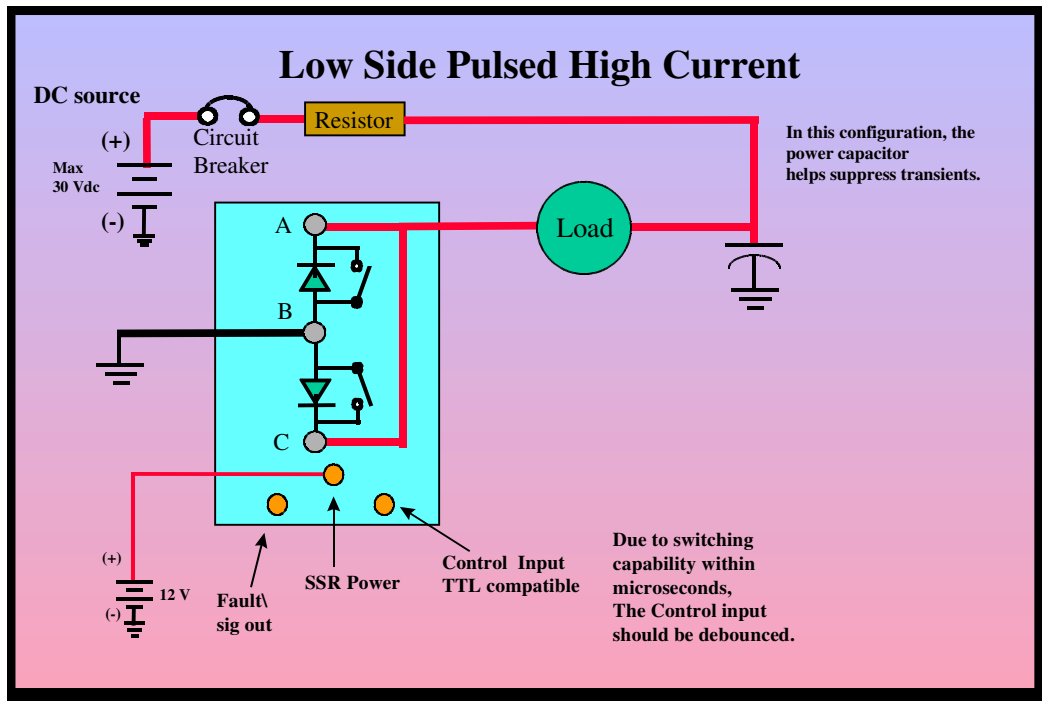 Low Side Pulsed High Current
DC source
(+)
Circuit
Breaker
Resistor
Max
30 Vdc
(-)
In this configuration, the
power capacitor
helps suppress transients.
A
Load
B
C
(+)
12 V
(-)
Fault\
sig out
SSR Power
Control Input
TTL compatible
Due to switching
capability within
microseconds,
The Control input
should be debounced.